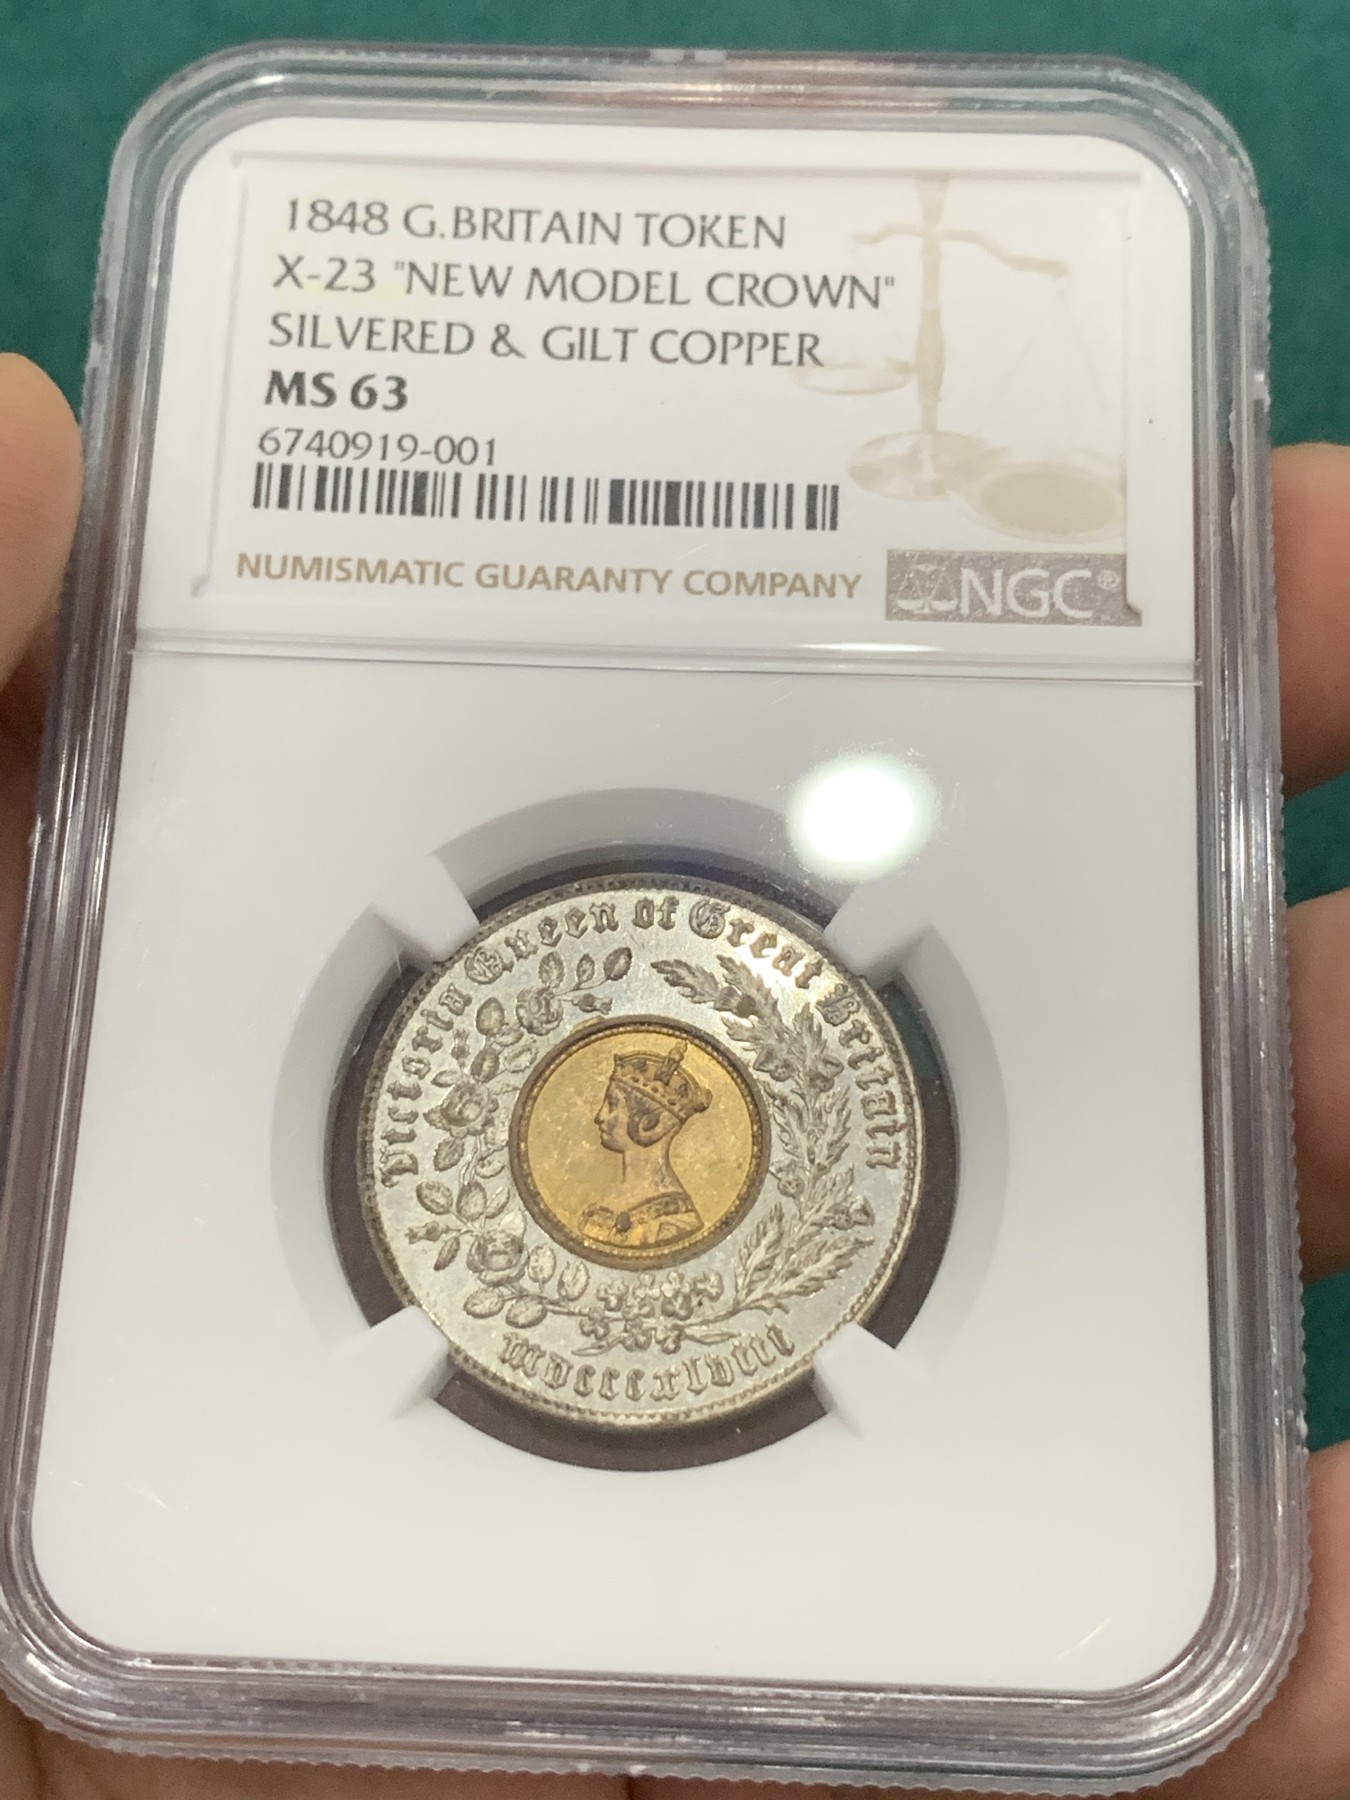 1848 G.BRITAIN TOKEN
X-23 "NEW MODEL CROWN"
SILVERED & GILT COPPER
MS 63
6740919-001
NUMISMATIC GUARANTY COMPANY
NGC®
Victoria Queen of Great Britain
MDCCCXLVIII